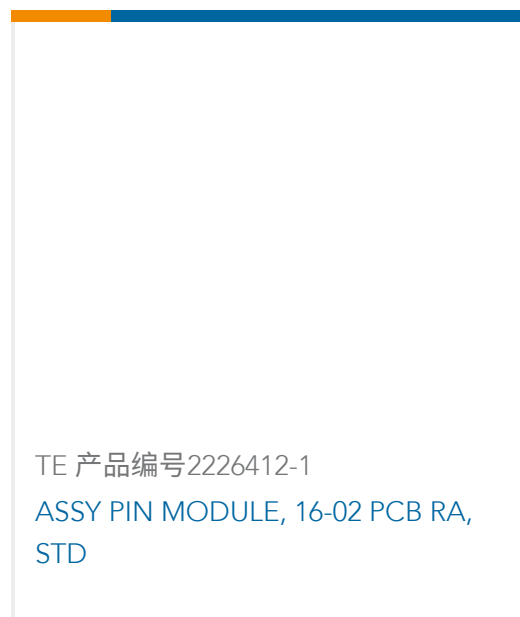 TE 产品编号2226412-1
ASSY PIN MODULE, 16-02 PCB RA,
STD